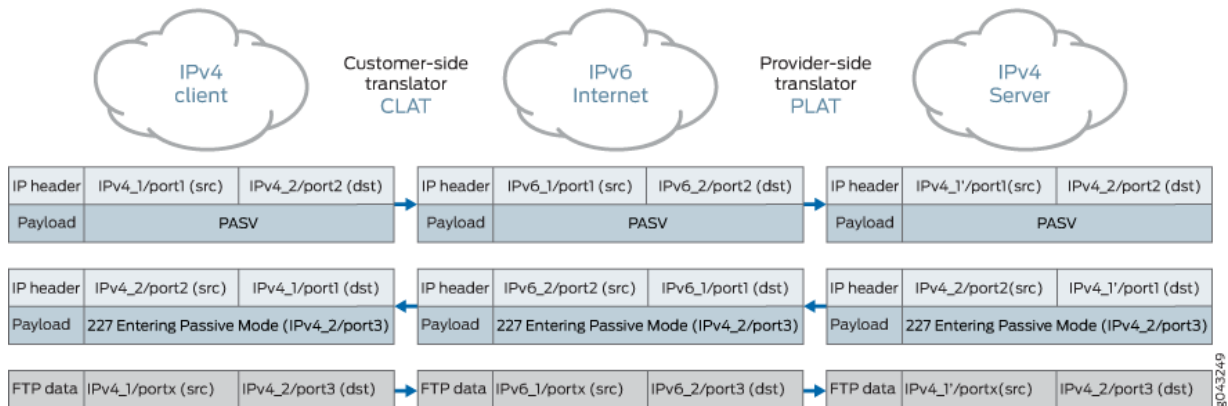 IPv4
client
Customer-side
translator
CLAT
IPv6
Internet
Provider-side
translator
PLAT
IPv4
Server
IP header IPv4_1/port1 (src) IPv4_2/port2 (dst) IP header IPv6_1/port1 (src) IPv6_2/port2 (dst) IP header IPv4_1'/port1(src) IPv4_2/port2 (dst)
Payload PASV Payload PASV Payload PASV
IP header IPv4_2/port2 (src) IPv4_1/port1 (dst) IP header IPv6_2/port2 (src) IPv6_1/port1 (dst) IP header IPv4_2/port2(src) IPv4_1'/port1 (dst)
Payload 227 Entering Passive Mode (IPv4_2/port3) Payload 227 Entering Passive Mode (IPv4_2/port3) Payload 227 Entering Passive Mode (IPv4_2/port3)
FTP data IPv4_1/portx (src) IPv4_2/port3 (dst) FTP data IPv6_1/portx (src) IPv6_2/port3 (dst) FTP data IPv4_1'/portx(src) IPv4_2/port3 (dst)
g043249